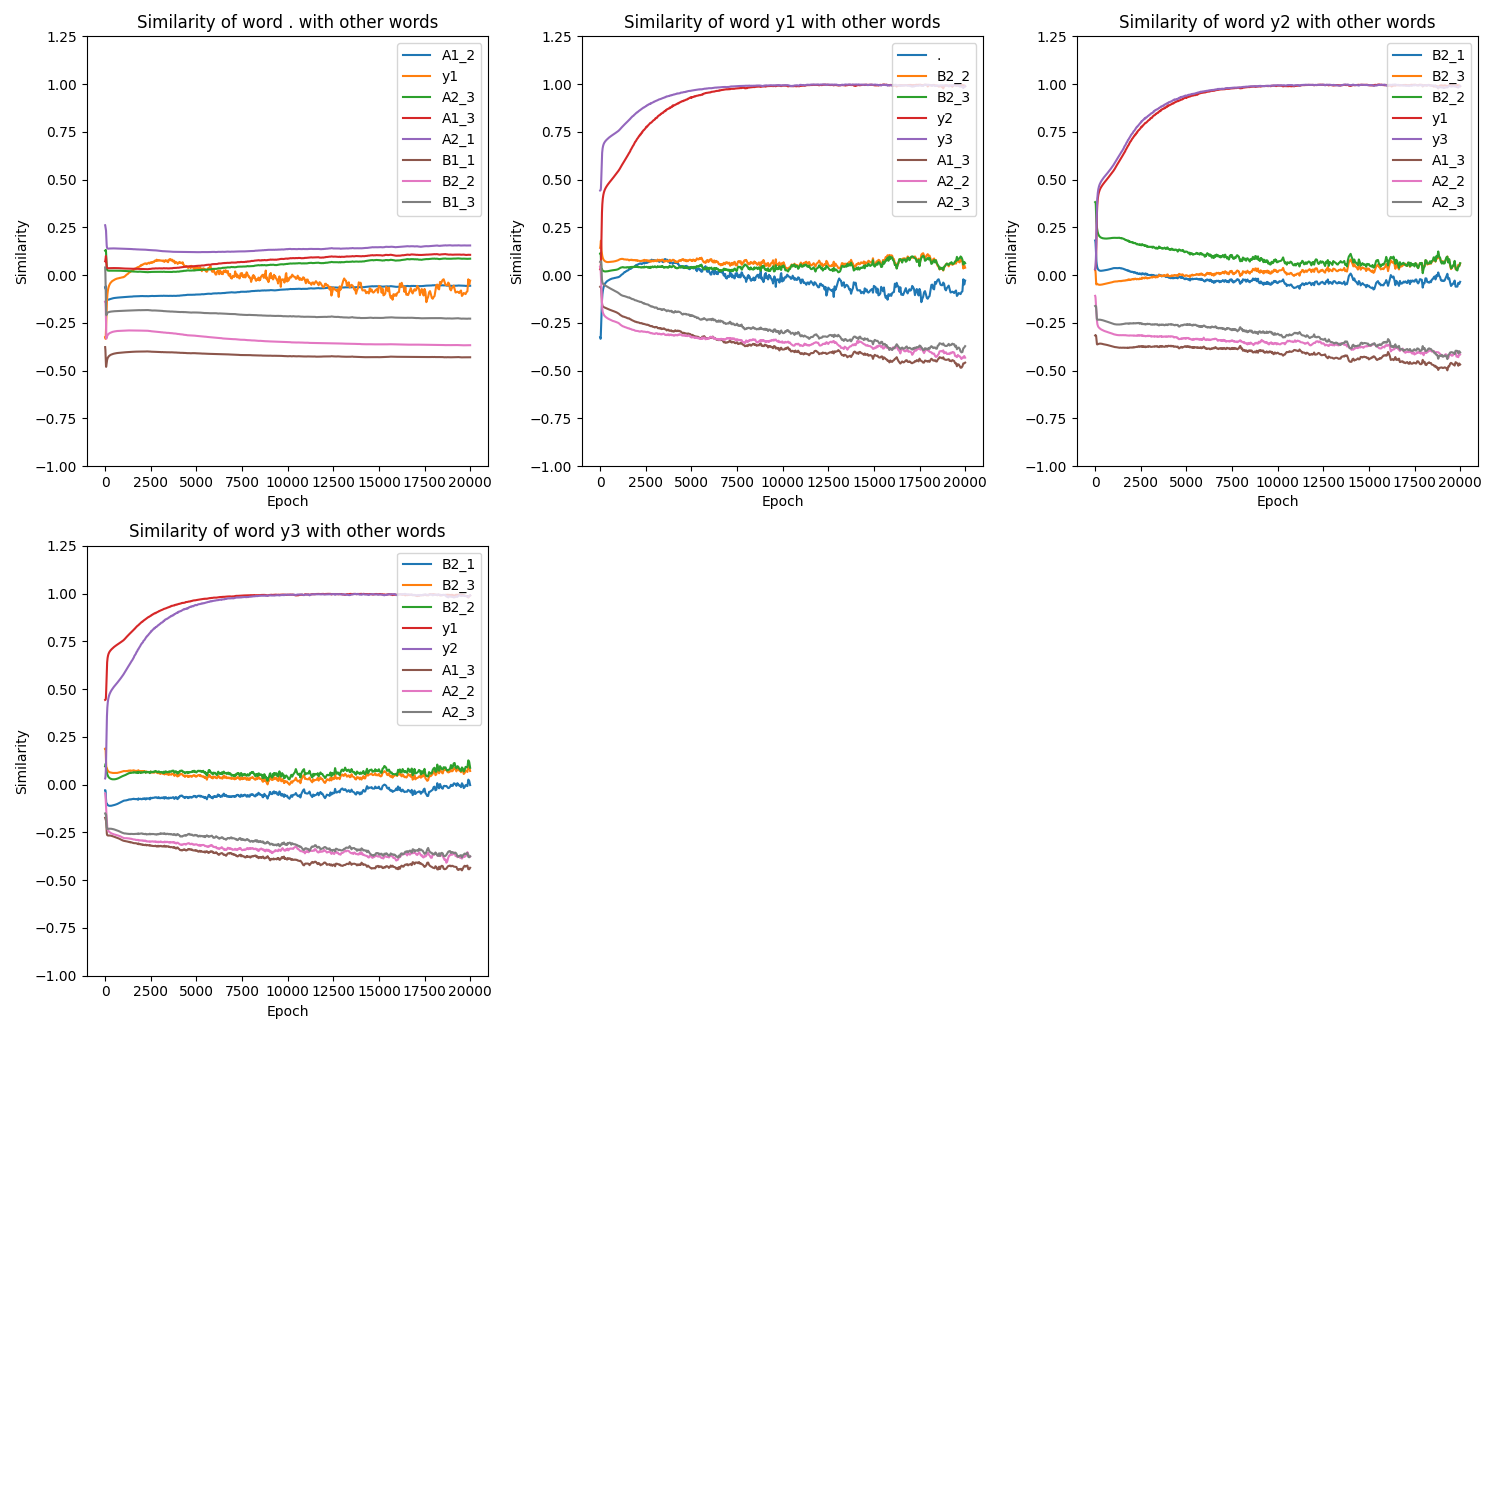 Similarity of word . with other words
1.25
1.00
0.75
0.50
0.25
0.00
−0.25
−0.50
−0.75
−1.00
Similarity
0 2500 5000 7500 10000 12500 15000 17500 20000
Epoch
A1_2
y1
A2_3
A1_3
A2_1
B1_1
B2_2
B1_3
Similarity of word y1 with other words
1.25
1.00
0.75
0.50
0.25
0.00
−0.25
−0.50
−0.75
−1.00
Similarity
0 2500 5000 7500 10000 12500 15000 17500 20000
Epoch
.
B2_2
B2_3
y2
y3
A1_3
A2_2
A2_3
Similarity of word y2 with other words
1.25
1.00
0.75
0.50
0.25
0.00
−0.25
−0.50
−0.75
−1.00
Similarity
0 2500 5000 7500 10000 12500 15000 17500 20000
Epoch
B2_1
B2_3
B2_2
y1
y3
A1_3
A2_2
A2_3
Similarity of word y3 with other words
1.25
1.00
0.75
0.50
0.25
0.00
−0.25
−0.50
−0.75
−1.00
Similarity
0 2500 5000 7500 10000 12500 15000 17500 20000
Epoch
B2_1
B2_3
B2_2
y1
y2
A1_3
A2_2
A2_3